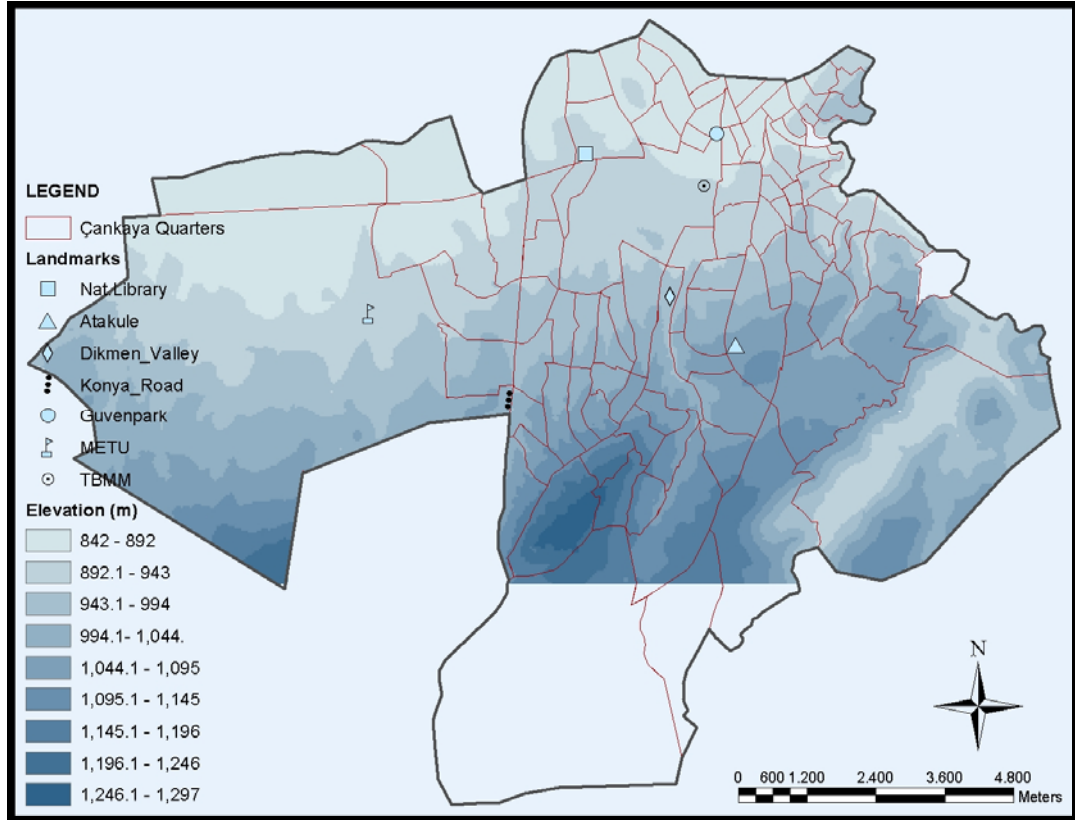 LEGEND
Çankaya Quarters
Landmarks
Nat.Library
Atakule
Dikmen_Valley
Konya_Road
Guvenpark
METU
TBMM
Elevation (m)
842 - 892
892.1 - 943
943.1 - 994
994.1- 1,044.
1,044.1 - 1,095
1,095.1 - 1,145
1,145.1 - 1,196
1,196.1 - 1,246
1,246.1 - 1,297
N
0 600 1.200 2.400 3.600 4.800
Meters